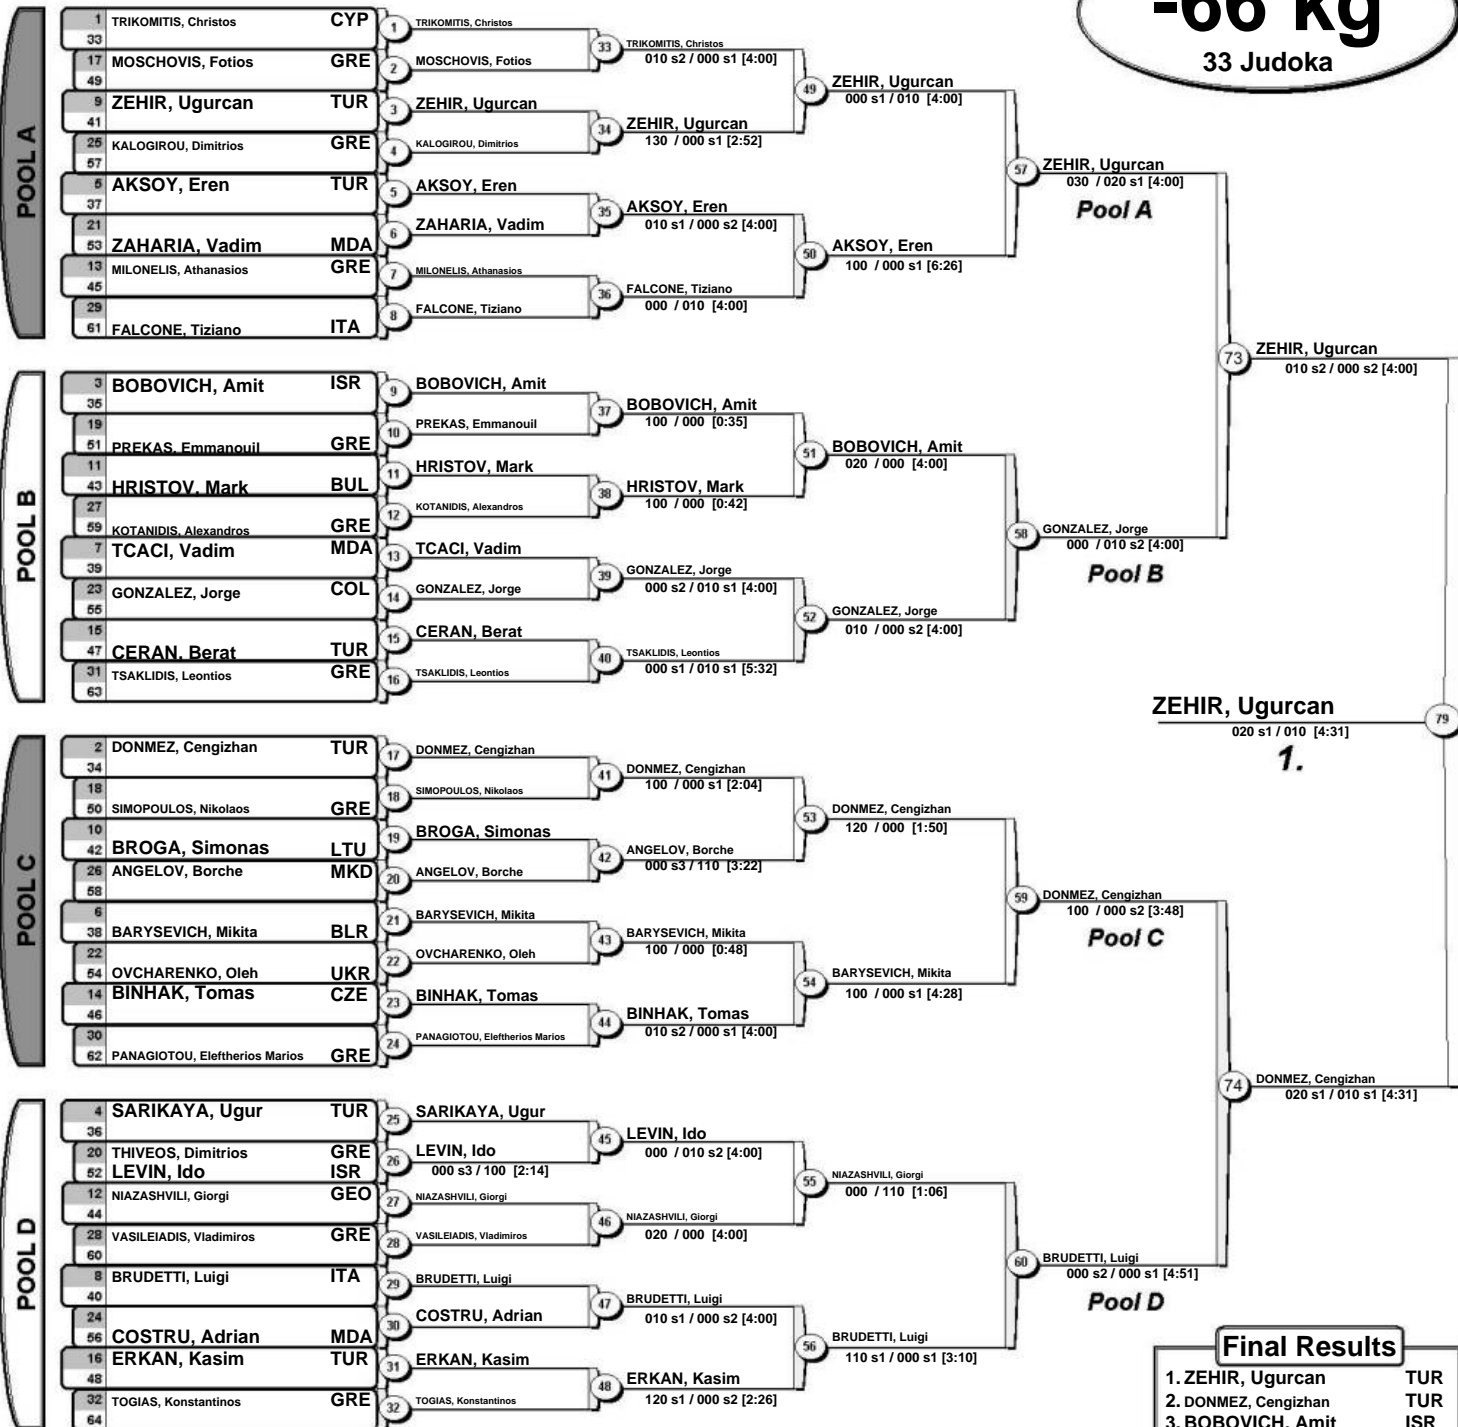 -66 kg
33 Judoka
POOL A
1 TRIKOMITIS, Christos CYP
33
17 MOSCHOVIS, Fotios GRE
49
9 ZEHIR, Ugurcan TUR
41
25 KALOGIROU, Dimitrios GRE
57
5 AKSOY, Eren TUR
37
21
53 ZAHARIA, Vadim MDA
13 MILONELIS, Athanasios GRE
45
29
61 FALCONE, Tiziano ITA
1 TRIKOMITIS, Christos
2 MOSCHOVIS, Fotios
3 ZEHIR, Ugurcan
4 KALOGIROU, Dimitrios
5 AKSOY, Eren
6 ZAHARIA, Vadim
7 MILONELIS, Athanasios
8 FALCONE, Tiziano
33 TRIKOMITIS, Christos
010 s2 / 000 s1 [4:00]
34 ZEHIR, Ugurcan
130 / 000 s1 [2:52]
35 AKSOY, Eren
010 s1 / 000 s2 [4:00]
36 FALCONE, Tiziano
000 / 010 [4:00]
49 ZEHIR, Ugurcan
000 s1 / 010 [4:00]
50 AKSOY, Eren
100 / 000 s1 [6:26]
57 ZEHIR, Ugurcan
030 / 020 s1 [4:00]
Pool A
POOL B
3 BOBOVICH, Amit ISR
35
19
51 PREKAS, Emmanouil GRE
11
43 HRISTOV, Mark BUL
27
59 KOTANIDIS, Alexandros GRE
7 TCACI, Vadim MDA
39
23 GONZALEZ, Jorge COL
55
15
47 CERAN, Berat TUR
31 TSAKLIDIS, Leontios GRE
63
9 BOBOVICH, Amit
10 PREKAS, Emmanouil
11 HRISTOV, Mark
12 KOTANIDIS, Alexandros
13 TCACI, Vadim
14 GONZALEZ, Jorge
15 CERAN, Berat
16 TSAKLIDIS, Leontios
37 BOBOVICH, Amit
100 / 000 [0:35]
38 HRISTOV, Mark
100 / 000 [0:42]
39 GONZALEZ, Jorge
000 s2 / 010 s1 [4:00]
40 TSAKLIDIS, Leontios
000 s1 / 010 s1 [5:32]
51 BOBOVICH, Amit
020 / 000 [4:00]
52 GONZALEZ, Jorge
010 / 000 s2 [4:00]
58 GONZALEZ, Jorge
000 / 010 s2 [4:00]
Pool B
73 ZEHIR, Ugurcan
010 s2 / 000 s2 [4:00]
ZEHIR, Ugurcan
79
020 s1 / 010 [4:31]
1.
POOL C
2 DONMEZ, Cengizhan TUR
34
18
50 SIMOPOULOS, Nikolaos GRE
10
42 BROGA, Simonas LTU
26 ANGELOV, Borche MKD
58
6
38 BARYSEVICH, Mikita BLR
22
54 OVCHARENKO, Oleh UKR
14 BINHAK, Tomas CZE
46
30
62 PANAGIOTOU, Eleftherios Marios GRE
17 DONMEZ, Cengizhan
18 SIMOPOULOS, Nikolaos
19 BROGA, Simonas
20 ANGELOV, Borche
21 BARYSEVICH, Mikita
22 OVCHARENKO, Oleh
23 BINHAK, Tomas
24 PANAGIOTOU, Eleftherios Marios
41 DONMEZ, Cengizhan
100 / 000 s1 [2:04]
42 ANGELOV, Borche
000 s3 / 110 [3:22]
43 BARYSEVICH, Mikita
100 / 000 [0:48]
44 BINHAK, Tomas
010 s2 / 000 s1 [4:00]
53 DONMEZ, Cengizhan
120 / 000 [1:50]
54 BARYSEVICH, Mikita
100 / 000 s1 [4:28]
59 DONMEZ, Cengizhan
100 / 000 s2 [3:48]
Pool C
74 DONMEZ, Cengizhan
020 s1 / 010 s1 [4:31]
POOL D
4 SARIKAYA, Ugur TUR
36
20 THIVEOS, Dimitrios GRE
52 LEVIN, Ido ISR
12 NIAZASHVILI, Giorgi GEO
44
28 VASILEIADIS, Vladimiros GRE
60
8 BRUDETTI, Luigi ITA
40
24
56 COSTRU, Adrian MDA
16 ERKAN, Kasim TUR
48
32 TOGIAS, Konstantinos GRE
64
25 SARIKAYA, Ugur
26 LEVIN, Ido
000 s3 / 100 [2:14]
27 NIAZASHVILI, Giorgi
28 VASILEIADIS, Vladimiros
29 BRUDETTI, Luigi
30 COSTRU, Adrian
31 ERKAN, Kasim
32 TOGIAS, Konstantinos
45 LEVIN, Ido
000 / 010 s2 [4:00]
46 NIAZASHVILI, Giorgi
020 / 000 [4:00]
47 BRUDETTI, Luigi
010 s1 / 000 s2 [4:00]
48 ERKAN, Kasim
120 s1 / 000 s2 [2:26]
55 NIAZASHVILI, Giorgi
000 / 110 [1:06]
56 BRUDETTI, Luigi
110 s1 / 000 s1 [3:10]
60 BRUDETTI, Luigi
000 s2 / 000 s1 [4:51]
Pool D
Final Results
1. ZEHIR, Ugurcan TUR
2. DONMEZ, Cengizhan TUR
3. BOBOVICH, Amit ISR